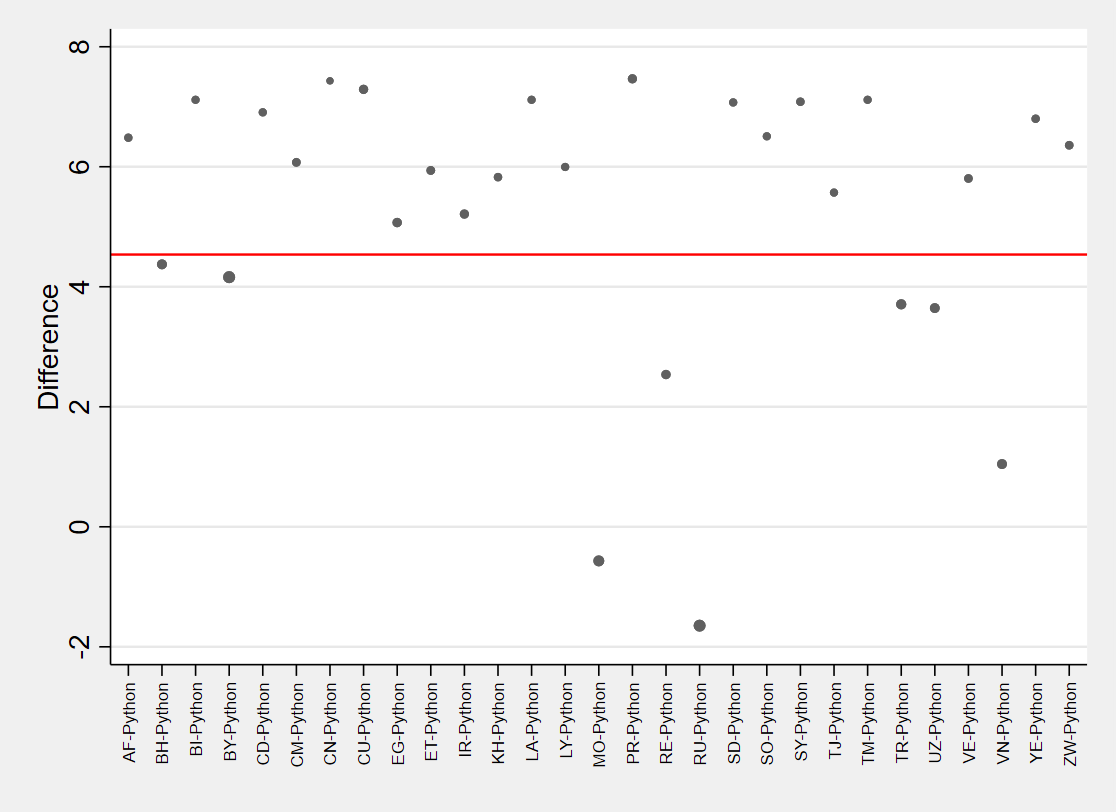 8
6
4
2
0
-2
Difference
AF-Python
BH-Python
BI-Python
BY-Python
CD-Python
CM-Python
CN-Python
CU-Python
EG-Python
ET-Python
IR-Python
KH-Python
LA-Python
LY-Python
MO-Python
PR-Python
RE-Python
RU-Python
SD-Python
SO-Python
SY-Python
TJ-Python
TM-Python
TR-Python
UZ-Python
VE-Python
VN-Python
YE-Python
ZW-Python